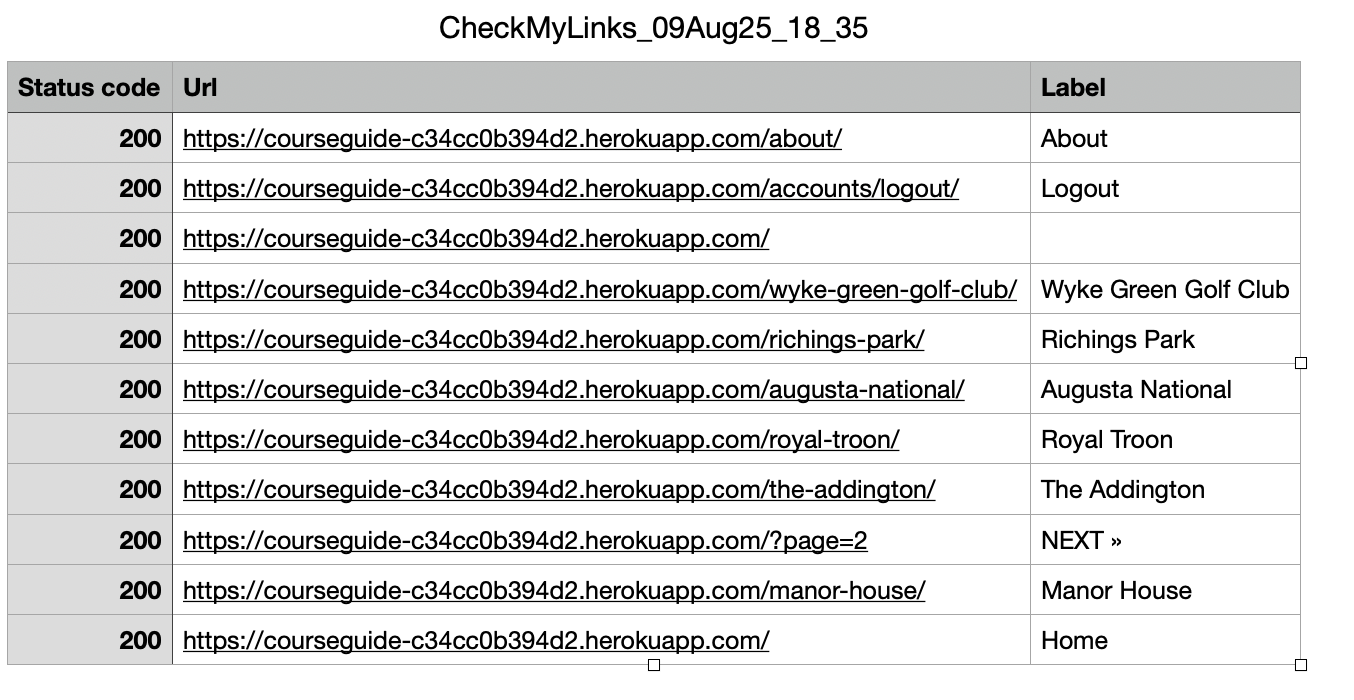 CheckMyLinks_09Aug25_18_35
Status code Url Label
200 https://courseguide-c34cc0b394d2.herokuapp.com/about/ About
200 https://courseguide-c34cc0b394d2.herokuapp.com/accounts/logout/ Logout
200 https://courseguide-c34cc0b394d2.herokuapp.com/
200 https://courseguide-c34cc0b394d2.herokuapp.com/wyke-green-golf-club/ Wyke Green Golf Club
200 https://courseguide-c34cc0b394d2.herokuapp.com/richings-park/ Richings Park
200 https://courseguide-c34cc0b394d2.herokuapp.com/augusta-national/ Augusta National
200 https://courseguide-c34cc0b394d2.herokuapp.com/royal-troon/ Royal Troon
200 https://courseguide-c34cc0b394d2.herokuapp.com/the-addington/ The Addington
200 https://courseguide-c34cc0b394d2.herokuapp.com/?page=2 NEXT »
200 https://courseguide-c34cc0b394d2.herokuapp.com/manor-house/ Manor House
200 https://courseguide-c34cc0b394d2.herokuapp.com/ Home